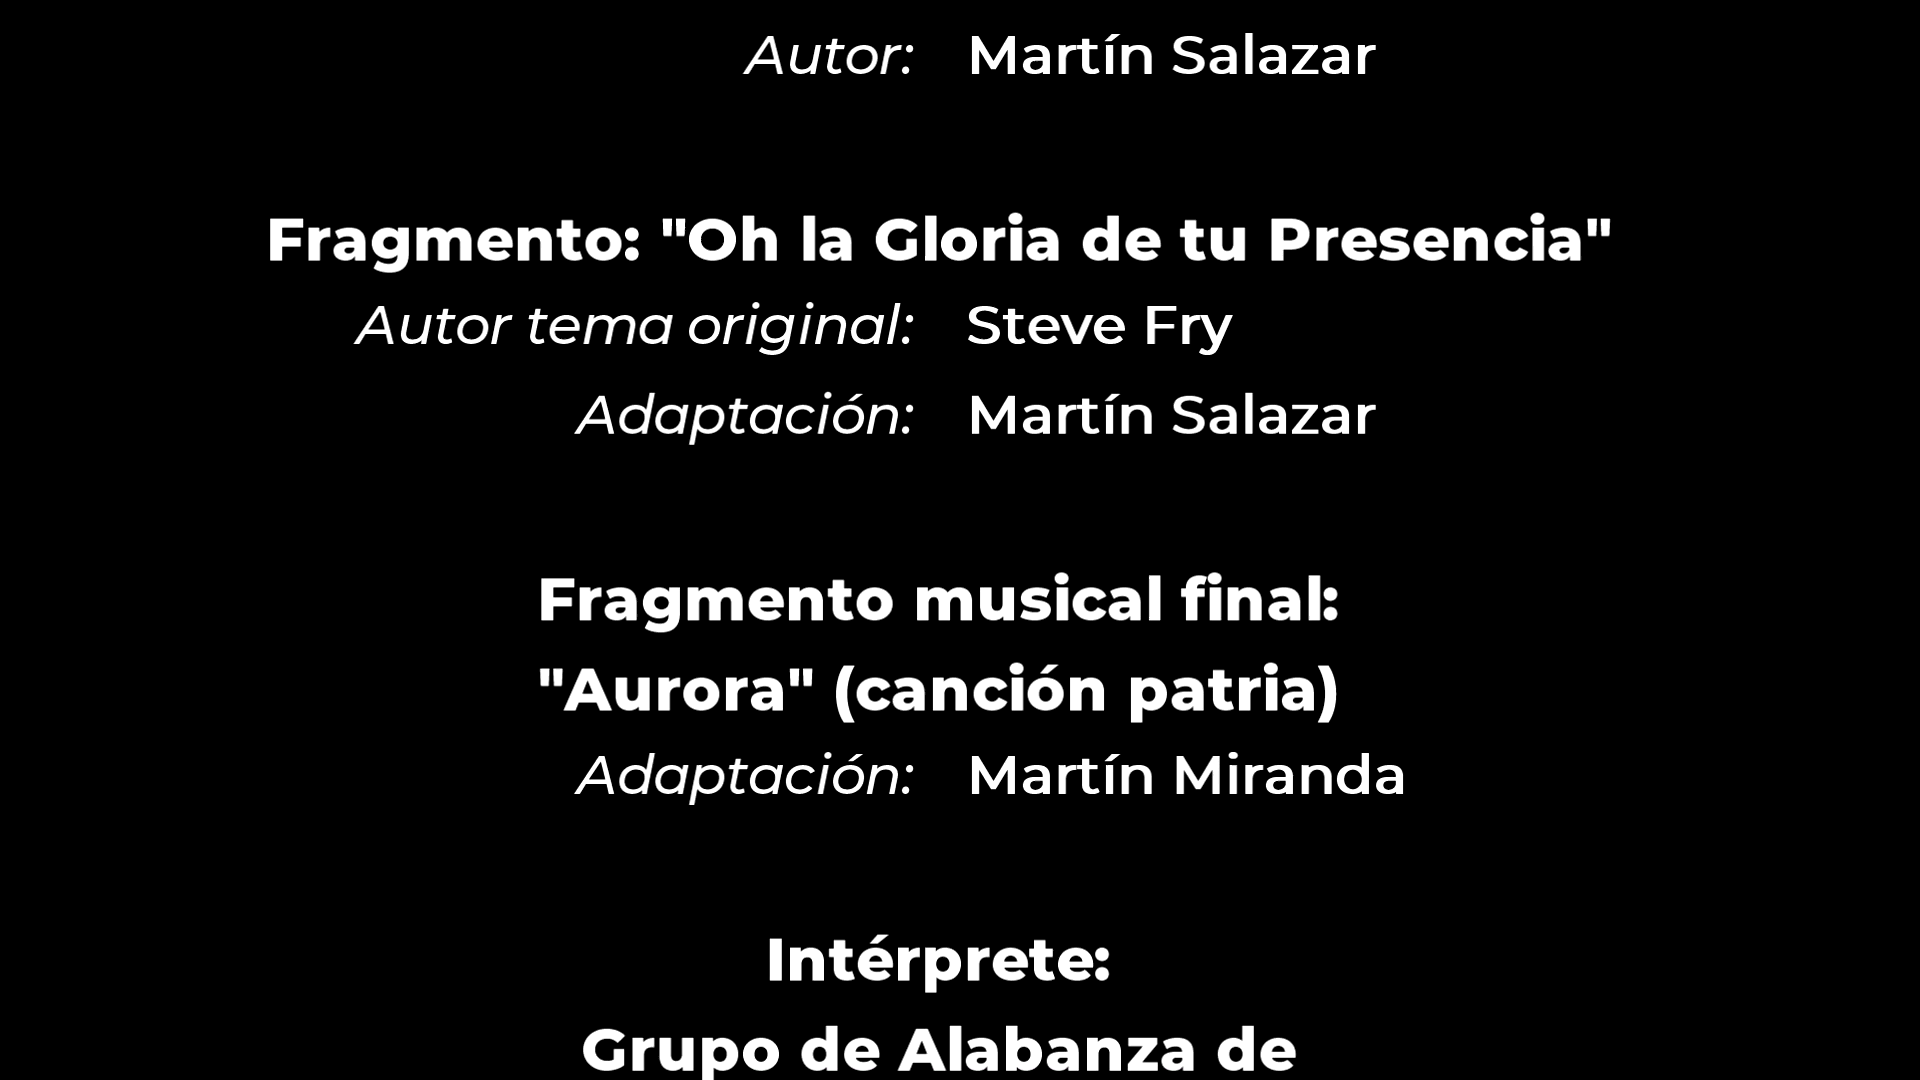 Autor: Martín Salazar
Fragmento: "Oh la Gloria de tu Presencia"
Autor tema original: Steve Fry
Adaptación: Martín Salazar
Fragmento musical final:
"Aurora" (canción patria)
Adaptación: Martín Miranda
Intérprete:
Grupo de Alabanza de